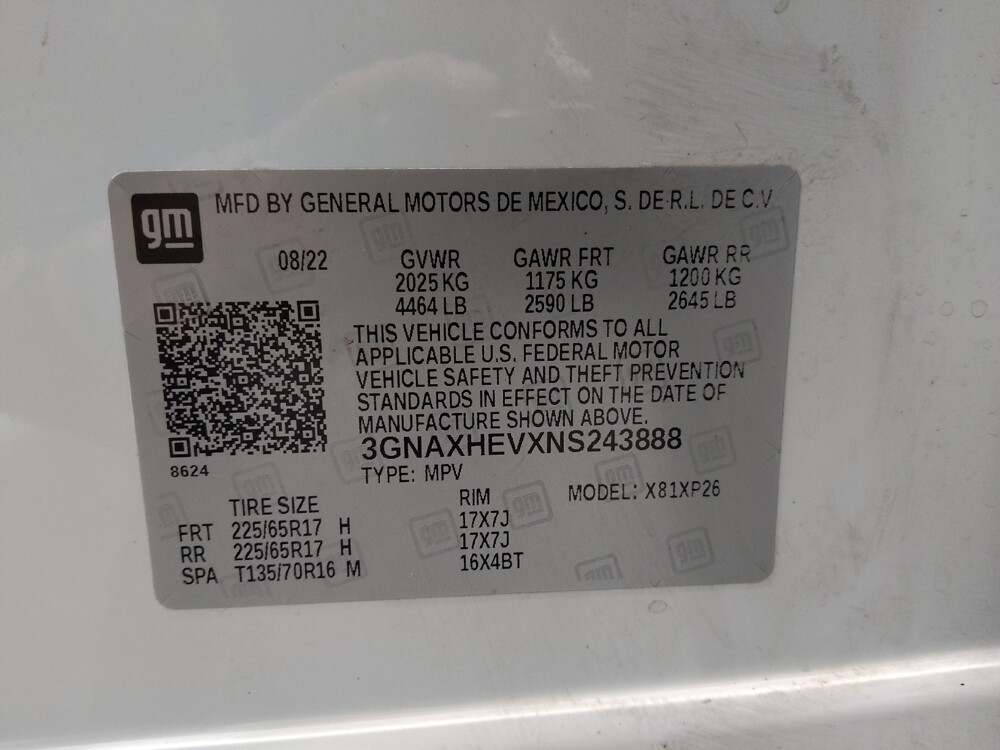 gm
MFD BY GENERAL MOTORS DE MEXICO, S. DE R.L. DE C.V.
08/22 GVWR GAWR FRT GAWR RR
2025 KG 1175 KG 1200 KG
4464 LB 2590 LB 2645 LB
THIS VEHICLE CONFORMS TO ALL
APPLICABLE U.S. FEDERAL MOTOR
VEHICLE SAFETY AND THEFT PREVENTION
STANDARDS IN EFFECT ON THE DATE OF
MANUFACTURE SHOWN ABOVE.
3GNAXHEVXNS243888
8624
TYPE: MPV
TIRE SIZE RIM MODEL: X81XP26
FRT 225/65R17 H 17X7J
RR 225/65R17 H 17X7J
SPA T135/70R16 M 16X4BT